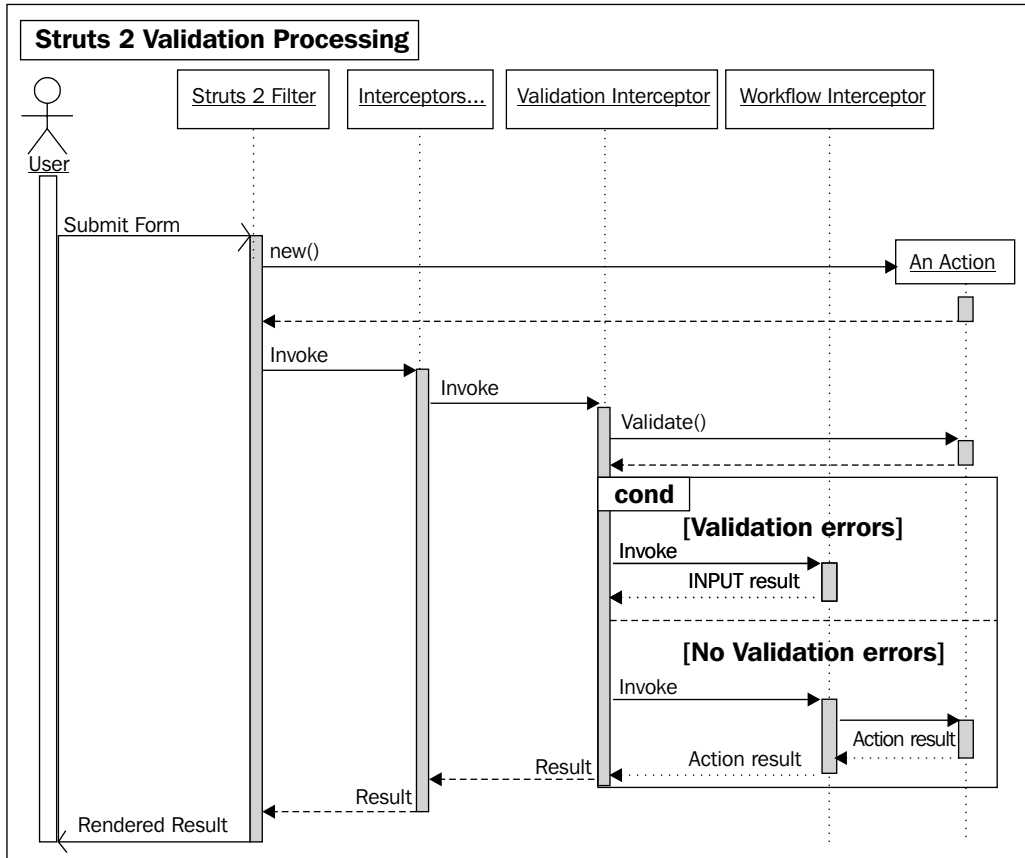 Struts 2 Validation Processing
User
Struts 2 Filter
Interceptors...
Validation Interceptor
Workflow Interceptor
Submit Form
new()
An Action
Invoke
Invoke
Validate()
cond
[Validation errors]
Invoke
INPUT result
[No Validation errors]
Invoke
Action result
Action result
Result
Result
Rendered Result